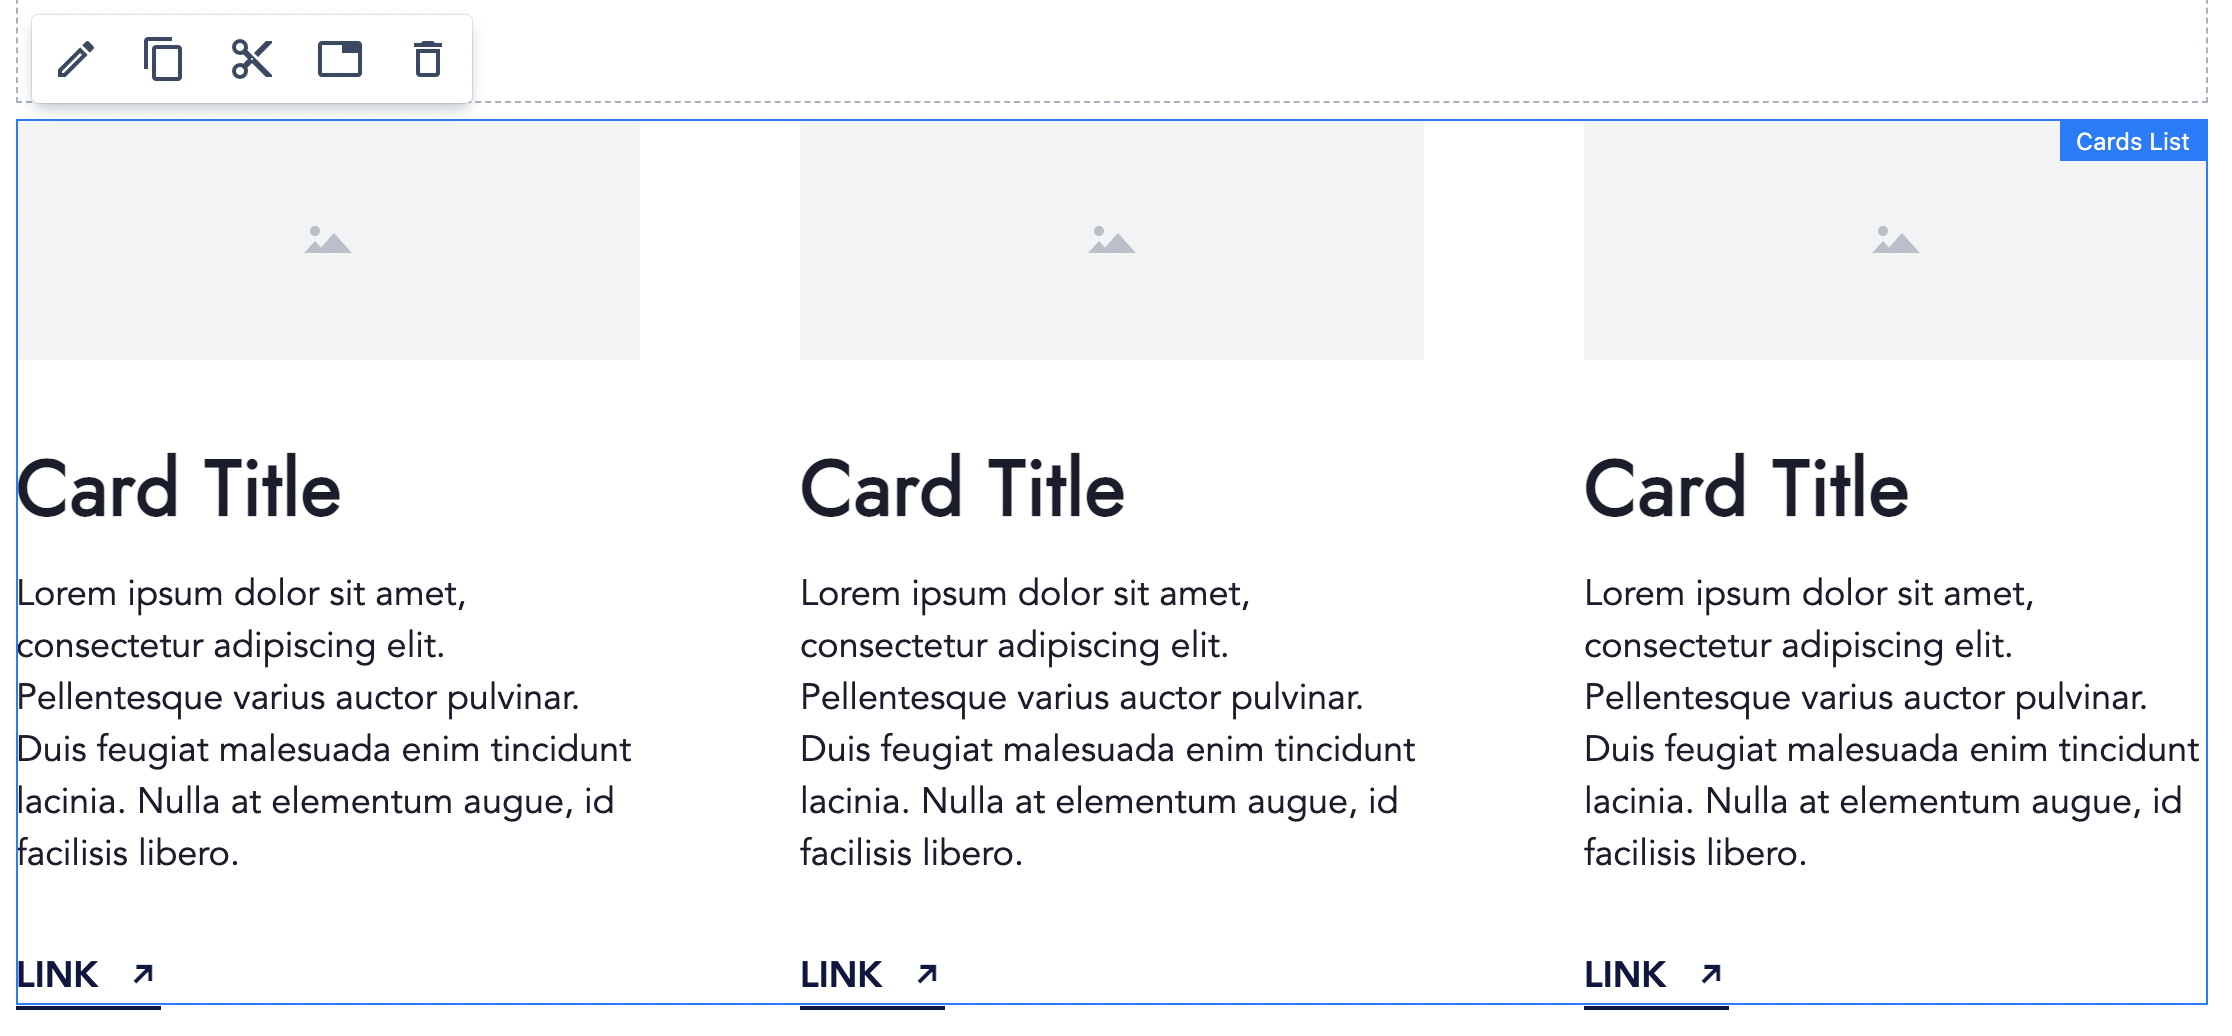 Cards List
Card Title
Lorem ipsum dolor sit amet,
consectetur adipiscing elit.
Pellentesque varius auctor pulvinar.
Duis feugiat malesuada enim tincidunt
lacinia. Nulla at elementum augue, id
facilisis libero.
LINK
Card Title
Lorem ipsum dolor sit amet,
consectetur adipiscing elit.
Pellentesque varius auctor pulvinar.
Duis feugiat malesuada enim tincidunt
lacinia. Nulla at elementum augue, id
facilisis libero.
LINK
Card Title
Lorem ipsum dolor sit amet,
consectetur adipiscing elit.
Pellentesque varius auctor pulvinar.
Duis feugiat malesuada enim tincidunt
lacinia. Nulla at elementum augue, id
facilisis libero.
LINK